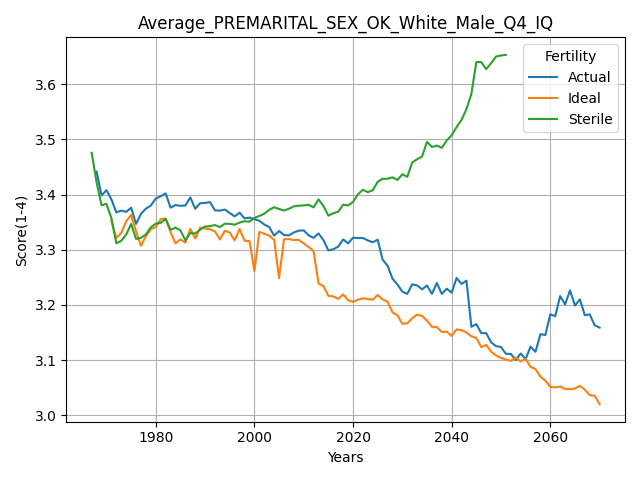 Average_PREMARITAL_SEX_OK_White_Male_Q4_IQ
Score(1-4)
3.6
3.5
3.4
3.3
3.2
3.1
3.0
Fertility
Actual
Ideal
Sterile
1980
2000
2020
2040
2060
Years